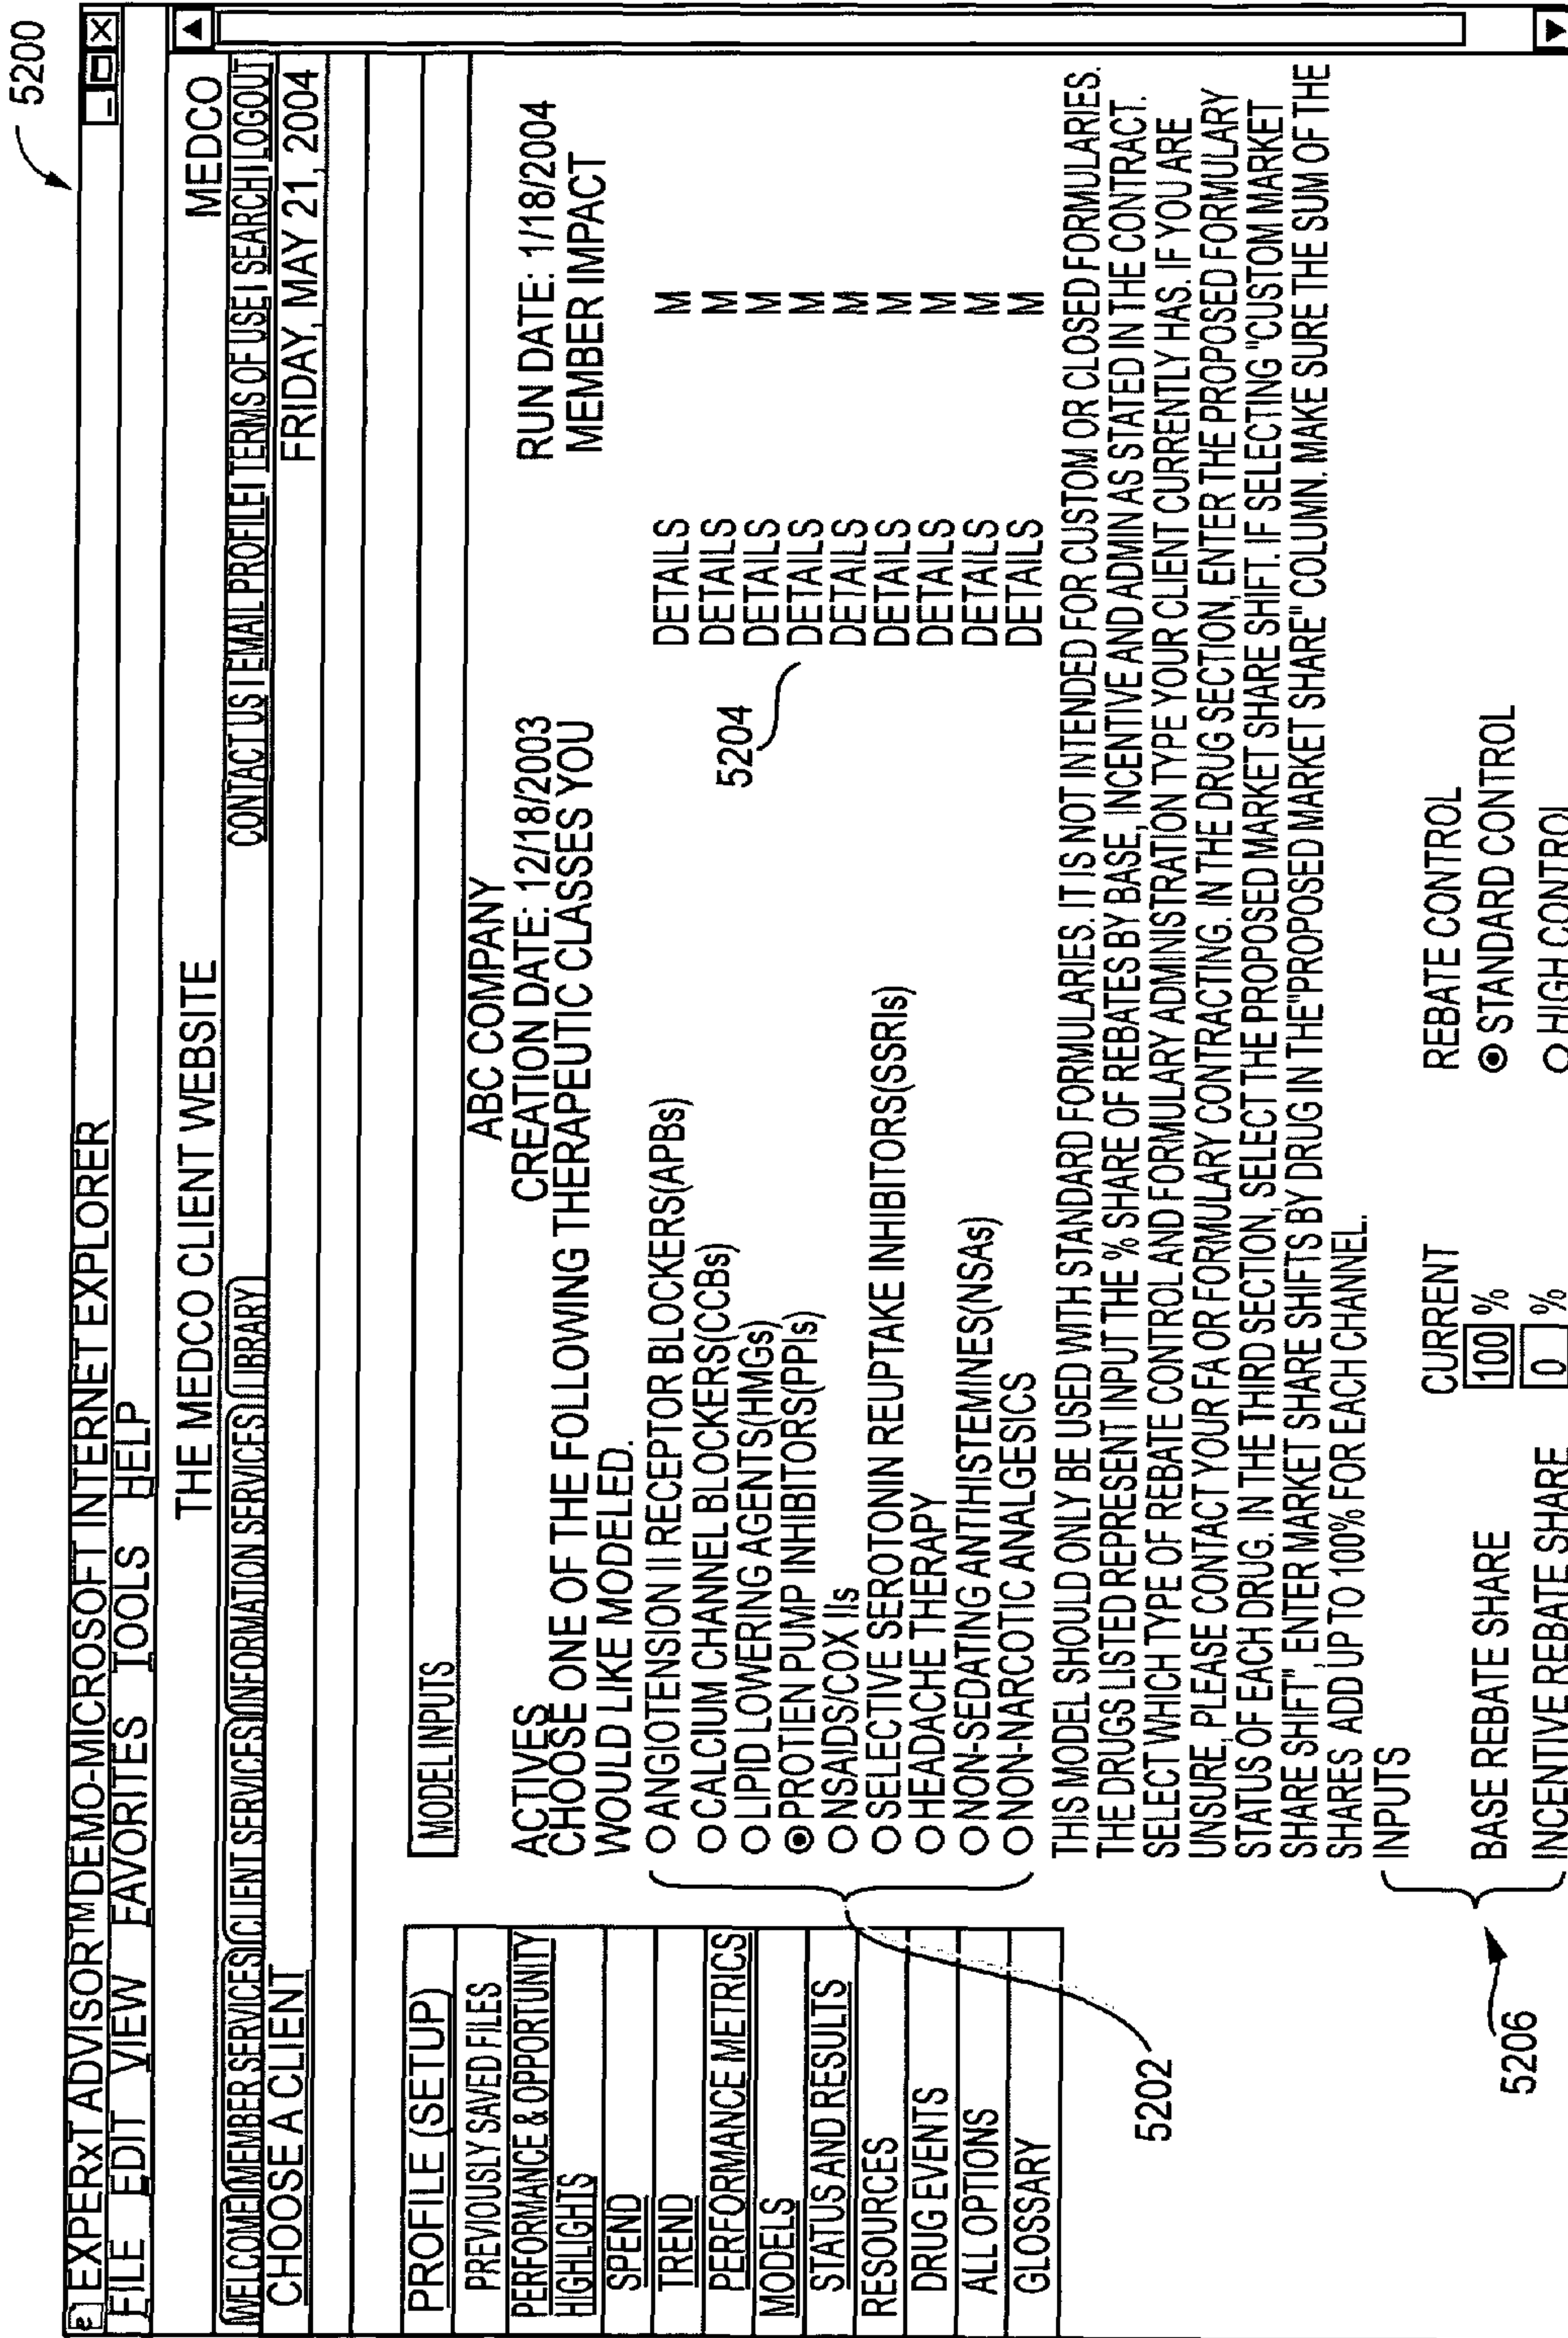 5200
EXPERxT ADVISOR™DEMO-MICROSOFT INTERNET EXPLORER
FILE EDIT VIEW FAVORITES TOOLS HELP
THE MEDCO CLIENT WEBSITE MEDCO
WELCOME MEMBER SERVICES CLIENT SERVICES INFORMATION SERVICES LIBRARY CONTACT US | EMAIL PROFILE | TERMS OF USE | SEARCH | LOGOUT
CHOOSE A CLIENT FRIDAY, MAY 21, 2004
PROFILE (SETUP)
PREVIOUSLY SAVED FILES
PERFORMANCE & OPPORTUNITY
HIGHLIGHTS
SPEND
TREND
PERFORMANCE METRICS
MODELS
STATUS AND RESULTS
RESOURCES
DRUG EVENTS
ALL OPTIONS
GLOSSARY
MODEL INPUTS
ABC COMPANY
ACTIVES CREATION DATE: 12/18/2003 RUN DATE: 1/18/2004
CHOOSE ONE OF THE FOLLOWING THERAPEUTIC CLASSES YOU MEMBER IMPACT
WOULD LIKE MODELED.
ANGIOTENSION II RECEPTOR BLOCKERS(APBs) DETAILS M
CALCIUM CHANNEL BLOCKERS(CCBs) DETAILS M
LIPID LOWERING AGENTS(HMGs) DETAILS M
PROTIEN PUMP INHIBITORS(PPIs) DETAILS M
NSAIDS/COX IIs DETAILS M
SELECTIVE SEROTONIN REUPTAKE INHIBITORS(SSRIs) DETAILS M
HEADACHE THERAPY DETAILS M
NON-SEDATING ANTIHISTEMINES(NSAs) DETAILS M
NON-NARCOTIC ANALGESICS DETAILS M
5204
5202
THIS MODEL SHOULD ONLY BE USED WITH STANDARD FORMULARIES. IT IS NOT INTENDED FOR CUSTOM OR CLOSED FORMULARIES.
THE DRUGS LISTED REPRESENT INPUT THE % SHARE OF REBATES BY BASE, INCENTIVE AND ADMIN AS STATED IN THE CONTRACT.
SELECT WHICH TYPE OF REBATE CONTROL AND FORMULARY ADMINISTRATION TYPE YOUR CLIENT CURRENTLY HAS. IF YOU ARE
UNSURE, PLEASE CONTACT YOUR FA OR FORMULARY CONTRACTING. IN THE DRUG SECTION, ENTER THE PROPOSED FORMULARY
STATUS OF EACH DRUG. IN THE THIRD SECTION, SELECT THE PROPOSED MARKET SHARE SHIFT. IF SELECTING "CUSTOM MARKET
SHARE SHIFT", ENTER MARKET SHARE SHIFTS BY DRUG IN THE"PROPOSED MARKET SHARE" COLUMN. MAKE SURE THE SUM OF THE
SHARES ADD UP TO 100% FOR EACH CHANNEL.
INPUTS
CURRENT REBATE CONTROL
BASE REBATE SHARE 100 % STANDARD CONTROL
INCENTIVE REBATE SHARE 0 % HIGH CONTROL
5206